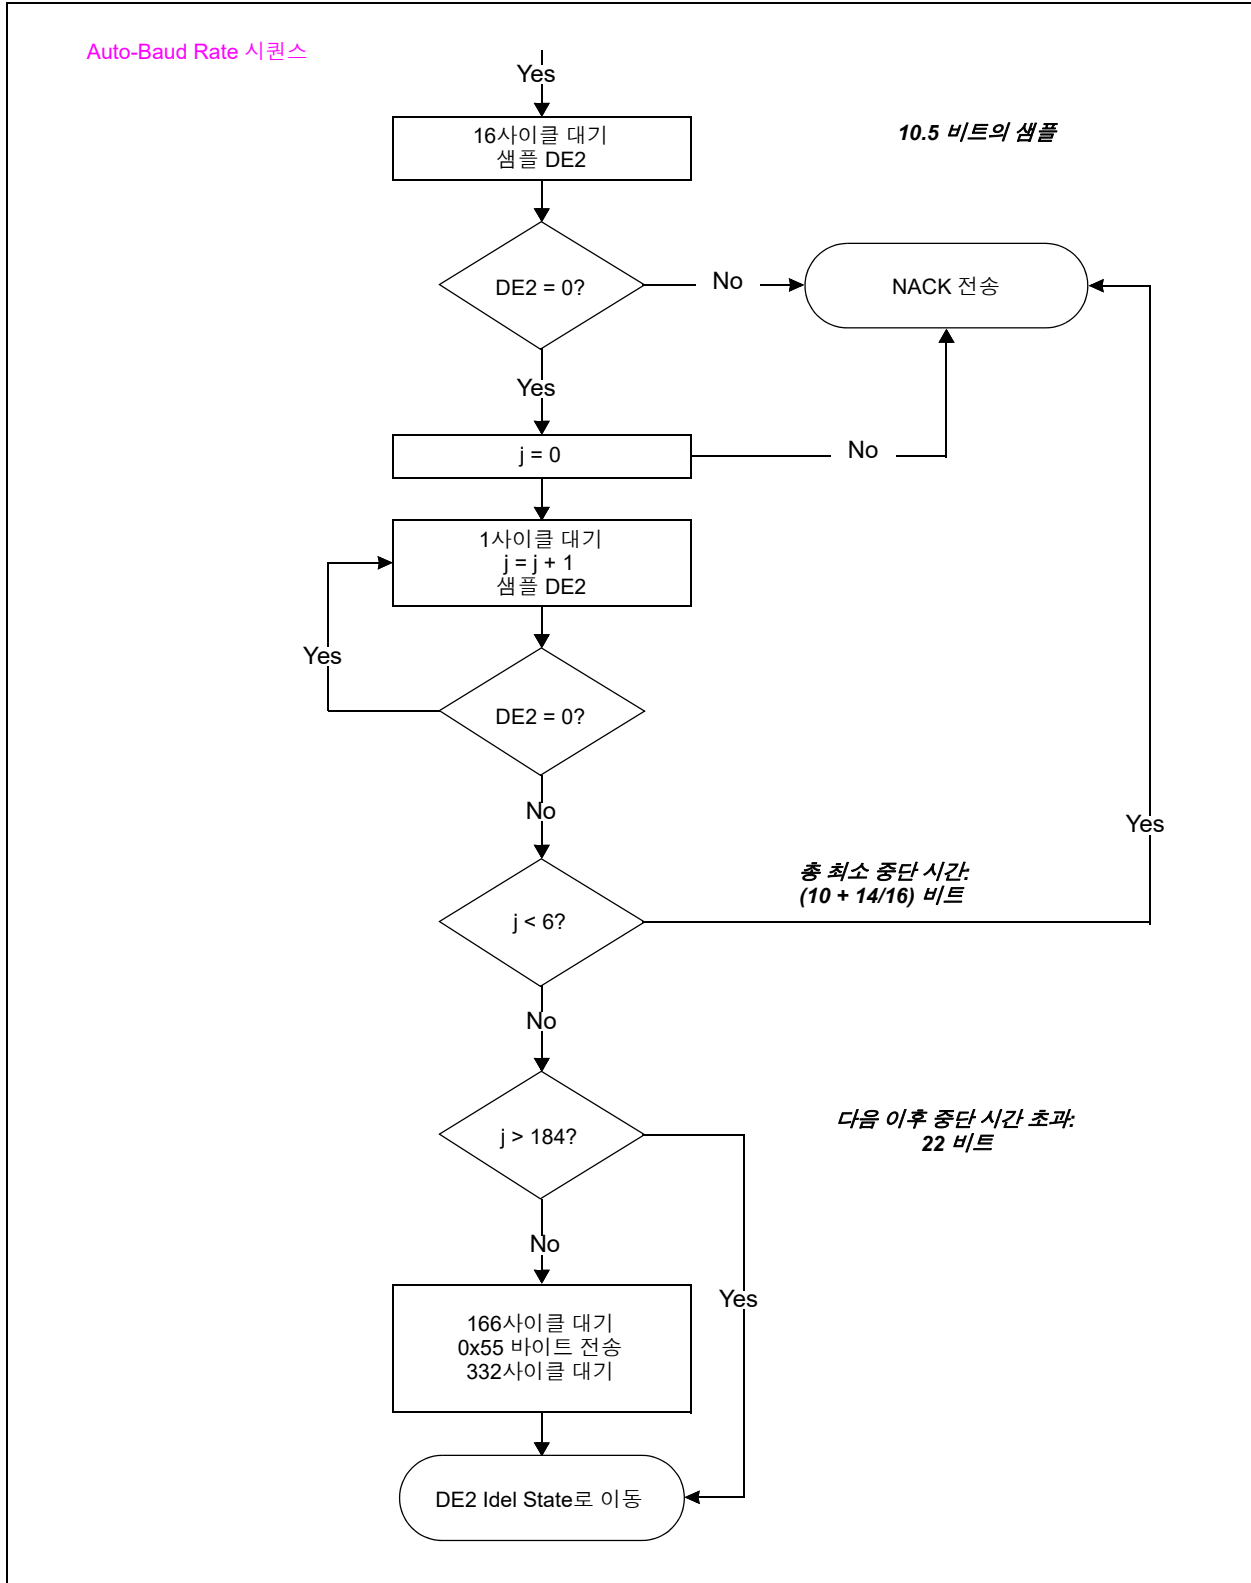 Auto-Baud Rate 시퀀스
Yes
16사이클 대기
샘플 DE2
10.5 비트의 샘플
DE2 = 0?
No
NACK 전송
Yes
j = 0
No
1사이클 대기
j = j + 1
샘플 DE2
Yes
DE2 = 0?
No
Yes
총 최소 중단 시간:
(10 + 14/16) 비트
j < 6?
No
j > 184?
다음 이후 중단 시간 초과:
22 비트
No
Yes
166사이클 대기
0x55 바이트 전송
332사이클 대기
DE2 Idel State로 이동